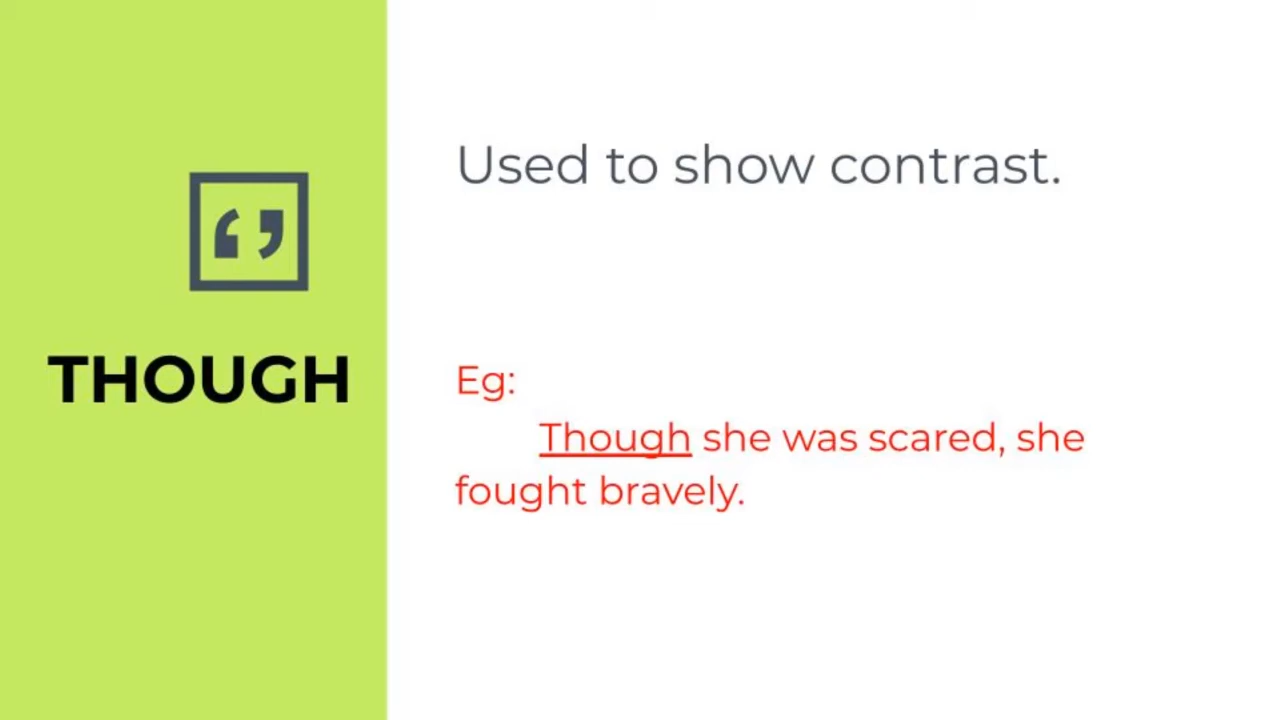 THOUGH
Used to show contrast.
Eg:
Though she was scared, she
fought bravely.